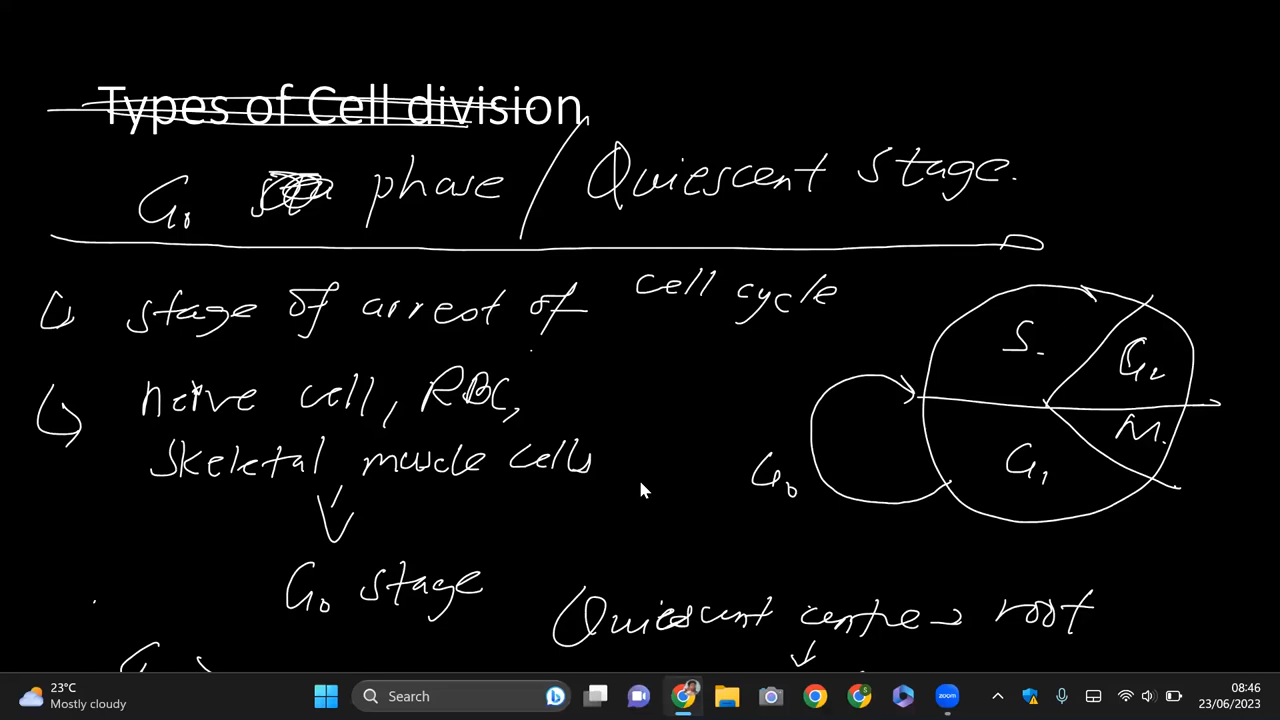 Types of Cell division
G0 phase / Quiescent stage.
stage of arrest of cell cycle
nerve cell, RBC,
skeletal muscle cells
G0 stage
S.
G2
M.
G1
G0
Quiescent centre → root
G
23°C
Mostly cloudy
Search
zoom
08:46
23/06/2023